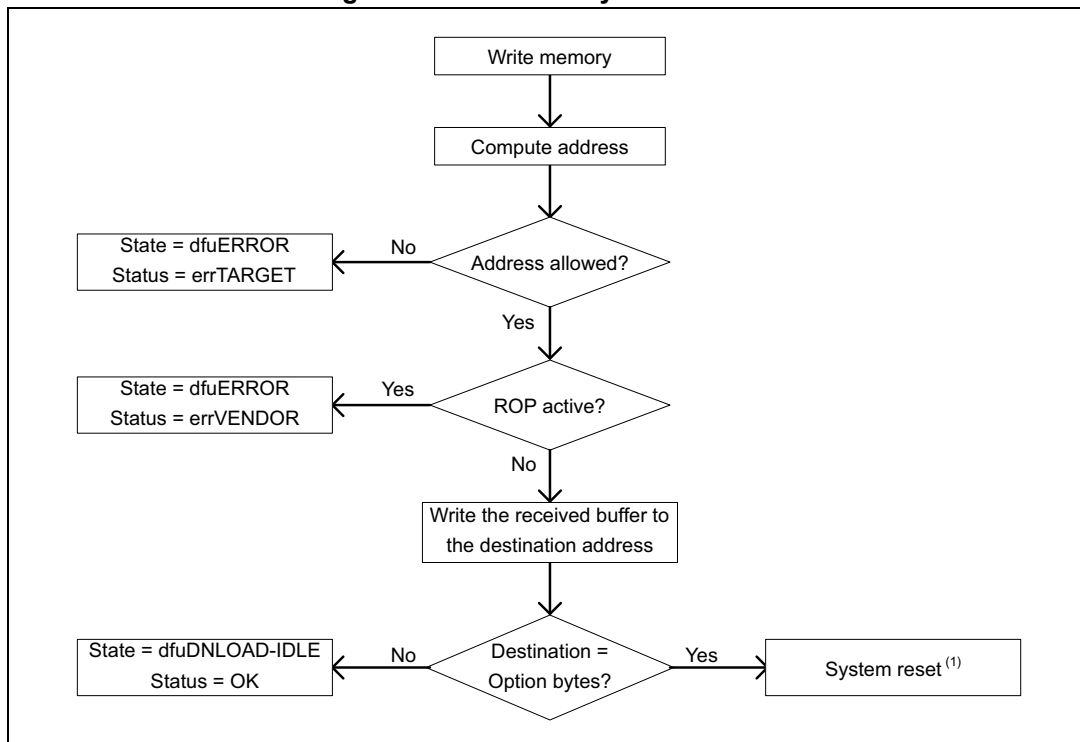 Write memory
Compute address
State = dfuERROR
Status = errTARGET
No
Address allowed?
Yes
State = dfuERROR
Status = errVENDOR
Yes
ROP active?
No
Write the received buffer to
the destination address
State = dfuDNLOAD-IDLE
Status = OK
No
Destination =
Option bytes?
Yes
System reset (1)